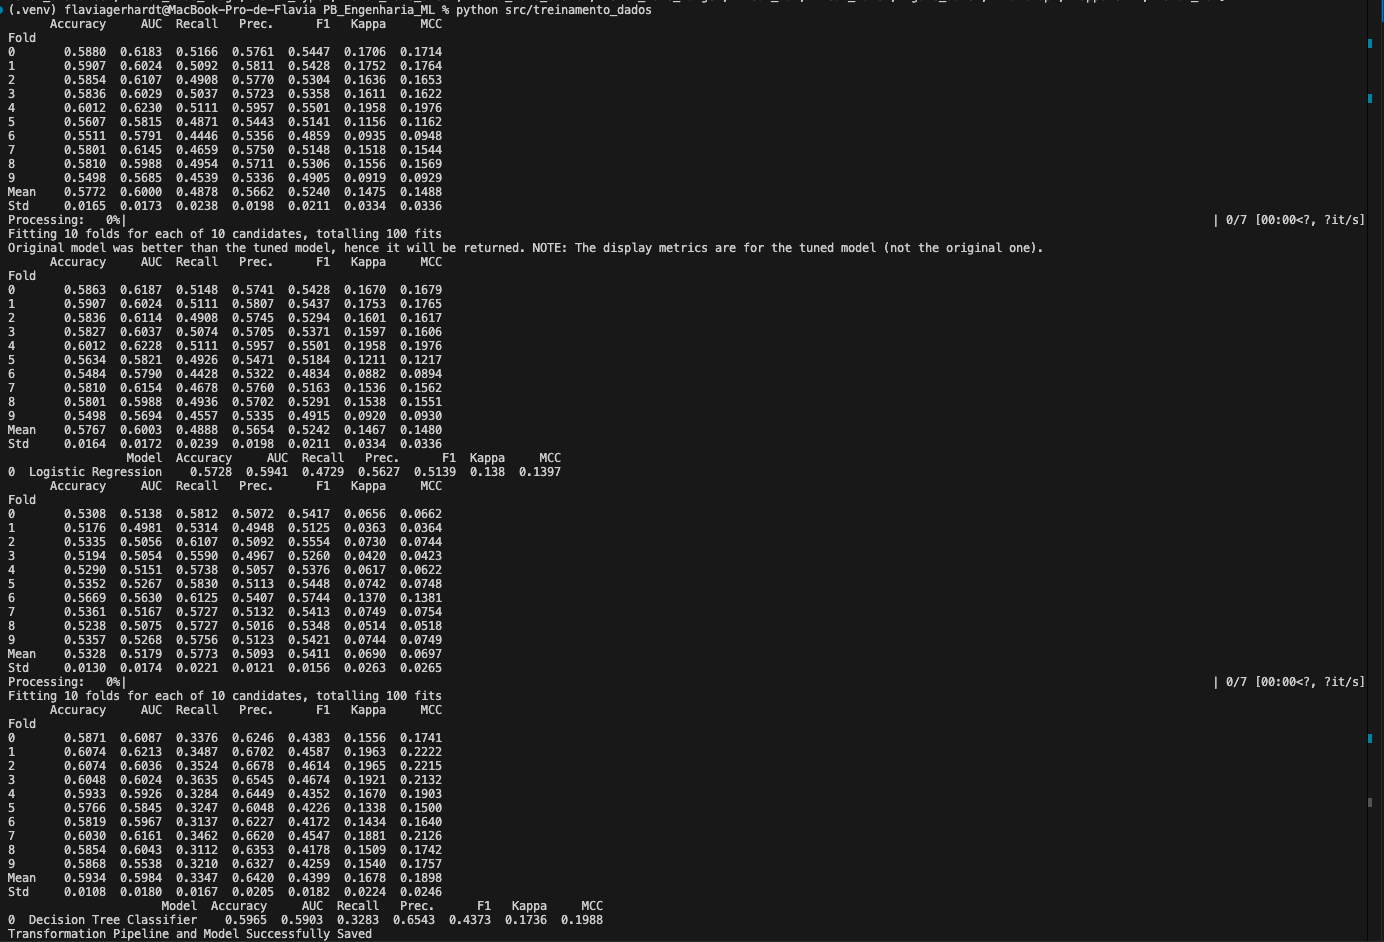 (.venv) flaviagerhardt@MacBook-Pro-de-Flavia PB_Engenharia_ML % python src/treinamento_dados
Accuracy AUC Recall Prec. F1 Kappa MCC
Fold
0 0.5880 0.6183 0.5166 0.5761 0.5447 0.1706 0.1714
1 0.5907 0.6024 0.5092 0.5811 0.5428 0.1752 0.1764
2 0.5854 0.6107 0.4908 0.5770 0.5304 0.1636 0.1653
3 0.5836 0.6029 0.5037 0.5723 0.5358 0.1611 0.1622
4 0.6012 0.6230 0.5111 0.5957 0.5501 0.1958 0.1976
5 0.5607 0.5815 0.4871 0.5443 0.5141 0.1156 0.1162
6 0.5511 0.5791 0.4446 0.5356 0.4859 0.0935 0.0948
7 0.5801 0.6145 0.4659 0.5750 0.5148 0.1518 0.1544
8 0.5810 0.5988 0.4954 0.5711 0.5306 0.1556 0.1569
9 0.5498 0.5685 0.4539 0.5336 0.4905 0.0919 0.0929
Mean 0.5772 0.6000 0.4878 0.5662 0.5240 0.1475 0.1488
Std 0.0165 0.0173 0.0238 0.0198 0.0211 0.0334 0.0336
Processing: 0%| | 0/7 [00:00<?, ?it/s]
Fitting 10 folds for each of 10 candidates, totalling 100 fits
Original model was better than the tuned model, hence it will be returned. NOTE: The display metrics are for the tuned model (not the original one).
Accuracy AUC Recall Prec. F1 Kappa MCC
Fold
0 0.5863 0.6187 0.5148 0.5741 0.5428 0.1670 0.1679
1 0.5907 0.6024 0.5111 0.5807 0.5437 0.1753 0.1765
2 0.5836 0.6114 0.4908 0.5745 0.5294 0.1601 0.1617
3 0.5827 0.6037 0.5074 0.5705 0.5371 0.1597 0.1606
4 0.6012 0.6228 0.5111 0.5957 0.5501 0.1958 0.1976
5 0.5634 0.5821 0.4926 0.5471 0.5184 0.1211 0.1217
6 0.5484 0.5790 0.4428 0.5322 0.4834 0.0882 0.0894
7 0.5810 0.6154 0.4678 0.5760 0.5163 0.1536 0.1562
8 0.5801 0.5988 0.4936 0.5702 0.5291 0.1538 0.1551
9 0.5498 0.5694 0.4557 0.5335 0.4915 0.0920 0.0930
Mean 0.5767 0.6003 0.4888 0.5654 0.5242 0.1467 0.1480
Std 0.0164 0.0172 0.0239 0.0198 0.0211 0.0334 0.0336
Model Accuracy AUC Recall Prec. F1 Kappa MCC
0 Logistic Regression 0.5728 0.5941 0.4729 0.5627 0.5139 0.138 0.1397
Accuracy AUC Recall Prec. F1 Kappa MCC
Fold
0 0.5308 0.5138 0.5812 0.5072 0.5417 0.0656 0.0662
1 0.5176 0.4981 0.5314 0.4948 0.5125 0.0363 0.0364
2 0.5335 0.5056 0.6107 0.5092 0.5554 0.0730 0.0744
3 0.5194 0.5054 0.5590 0.4967 0.5260 0.0420 0.0423
4 0.5290 0.5151 0.5738 0.5057 0.5376 0.0617 0.0622
5 0.5352 0.5267 0.5830 0.5113 0.5448 0.0742 0.0748
6 0.5669 0.5630 0.6125 0.5407 0.5744 0.1370 0.1381
7 0.5361 0.5167 0.5727 0.5132 0.5413 0.0749 0.0754
8 0.5238 0.5075 0.5727 0.5016 0.5348 0.0514 0.0518
9 0.5357 0.5268 0.5756 0.5123 0.5421 0.0744 0.0749
Mean 0.5328 0.5179 0.5773 0.5093 0.5411 0.0690 0.0697
Std 0.0130 0.0174 0.0221 0.0121 0.0156 0.0263 0.0265
Processing: 0%| | 0/7 [00:00<?, ?it/s]
Fitting 10 folds for each of 10 candidates, totalling 100 fits
Accuracy AUC Recall Prec. F1 Kappa MCC
Fold
0 0.5871 0.6087 0.3376 0.6246 0.4383 0.1556 0.1741
1 0.6074 0.6213 0.3487 0.6702 0.4587 0.1963 0.2222
2 0.6074 0.6036 0.3524 0.6678 0.4614 0.1965 0.2215
3 0.6048 0.6024 0.3635 0.6545 0.4674 0.1921 0.2132
4 0.5933 0.5926 0.3284 0.6449 0.4352 0.1670 0.1903
5 0.5766 0.5845 0.3247 0.6048 0.4226 0.1338 0.1500
6 0.5819 0.5967 0.3137 0.6227 0.4172 0.1434 0.1640
7 0.6030 0.6161 0.3462 0.6620 0.4547 0.1881 0.2126
8 0.5854 0.6043 0.3112 0.6353 0.4178 0.1509 0.1742
9 0.5868 0.5538 0.3210 0.6327 0.4259 0.1540 0.1757
Mean 0.5934 0.5984 0.3347 0.6420 0.4399 0.1678 0.1898
Std 0.0108 0.0180 0.0167 0.0205 0.0182 0.0224 0.0246
Model Accuracy AUC Recall Prec. F1 Kappa MCC
0 Decision Tree Classifier 0.5965 0.5903 0.3283 0.6543 0.4373 0.1736 0.1988
Transformation Pipeline and Model Successfully Saved